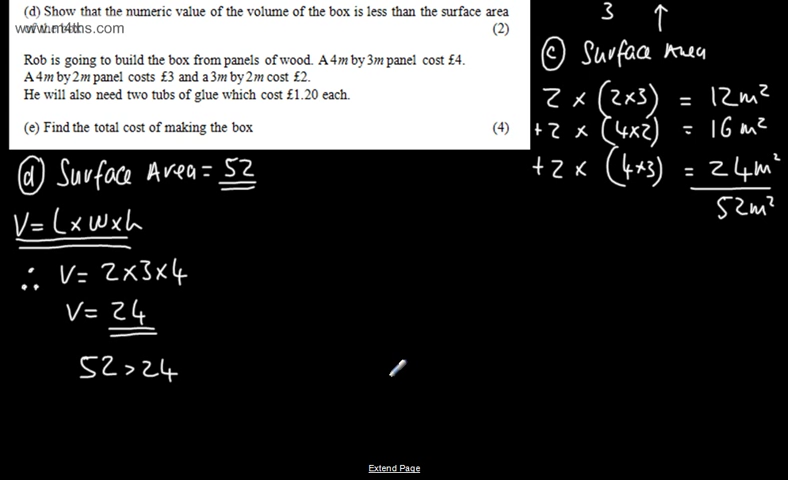 (d) Show that the numeric value of the volume of the box is less than the surface area
www.m4ths.com
(2)
Rob is going to build the box from panels of wood. A 4m by 3m panel cost £4.
A 4m by 2m panel costs £3 and a 3m by 2m cost £2.
He will also need two tubs of glue which cost £1.20 each.
(e) Find the total cost of making the box (4)
3 ↑
(c) Surface Area
2 × (2×3) = 12m²
+2 × (4×2) = 16m²
+2 × (4×3) = 24m²
52m²
(d) Surface Area = 52
V = L × w × h
∴ V = 2×3×4
V = 24
52 > 24
Extend Page